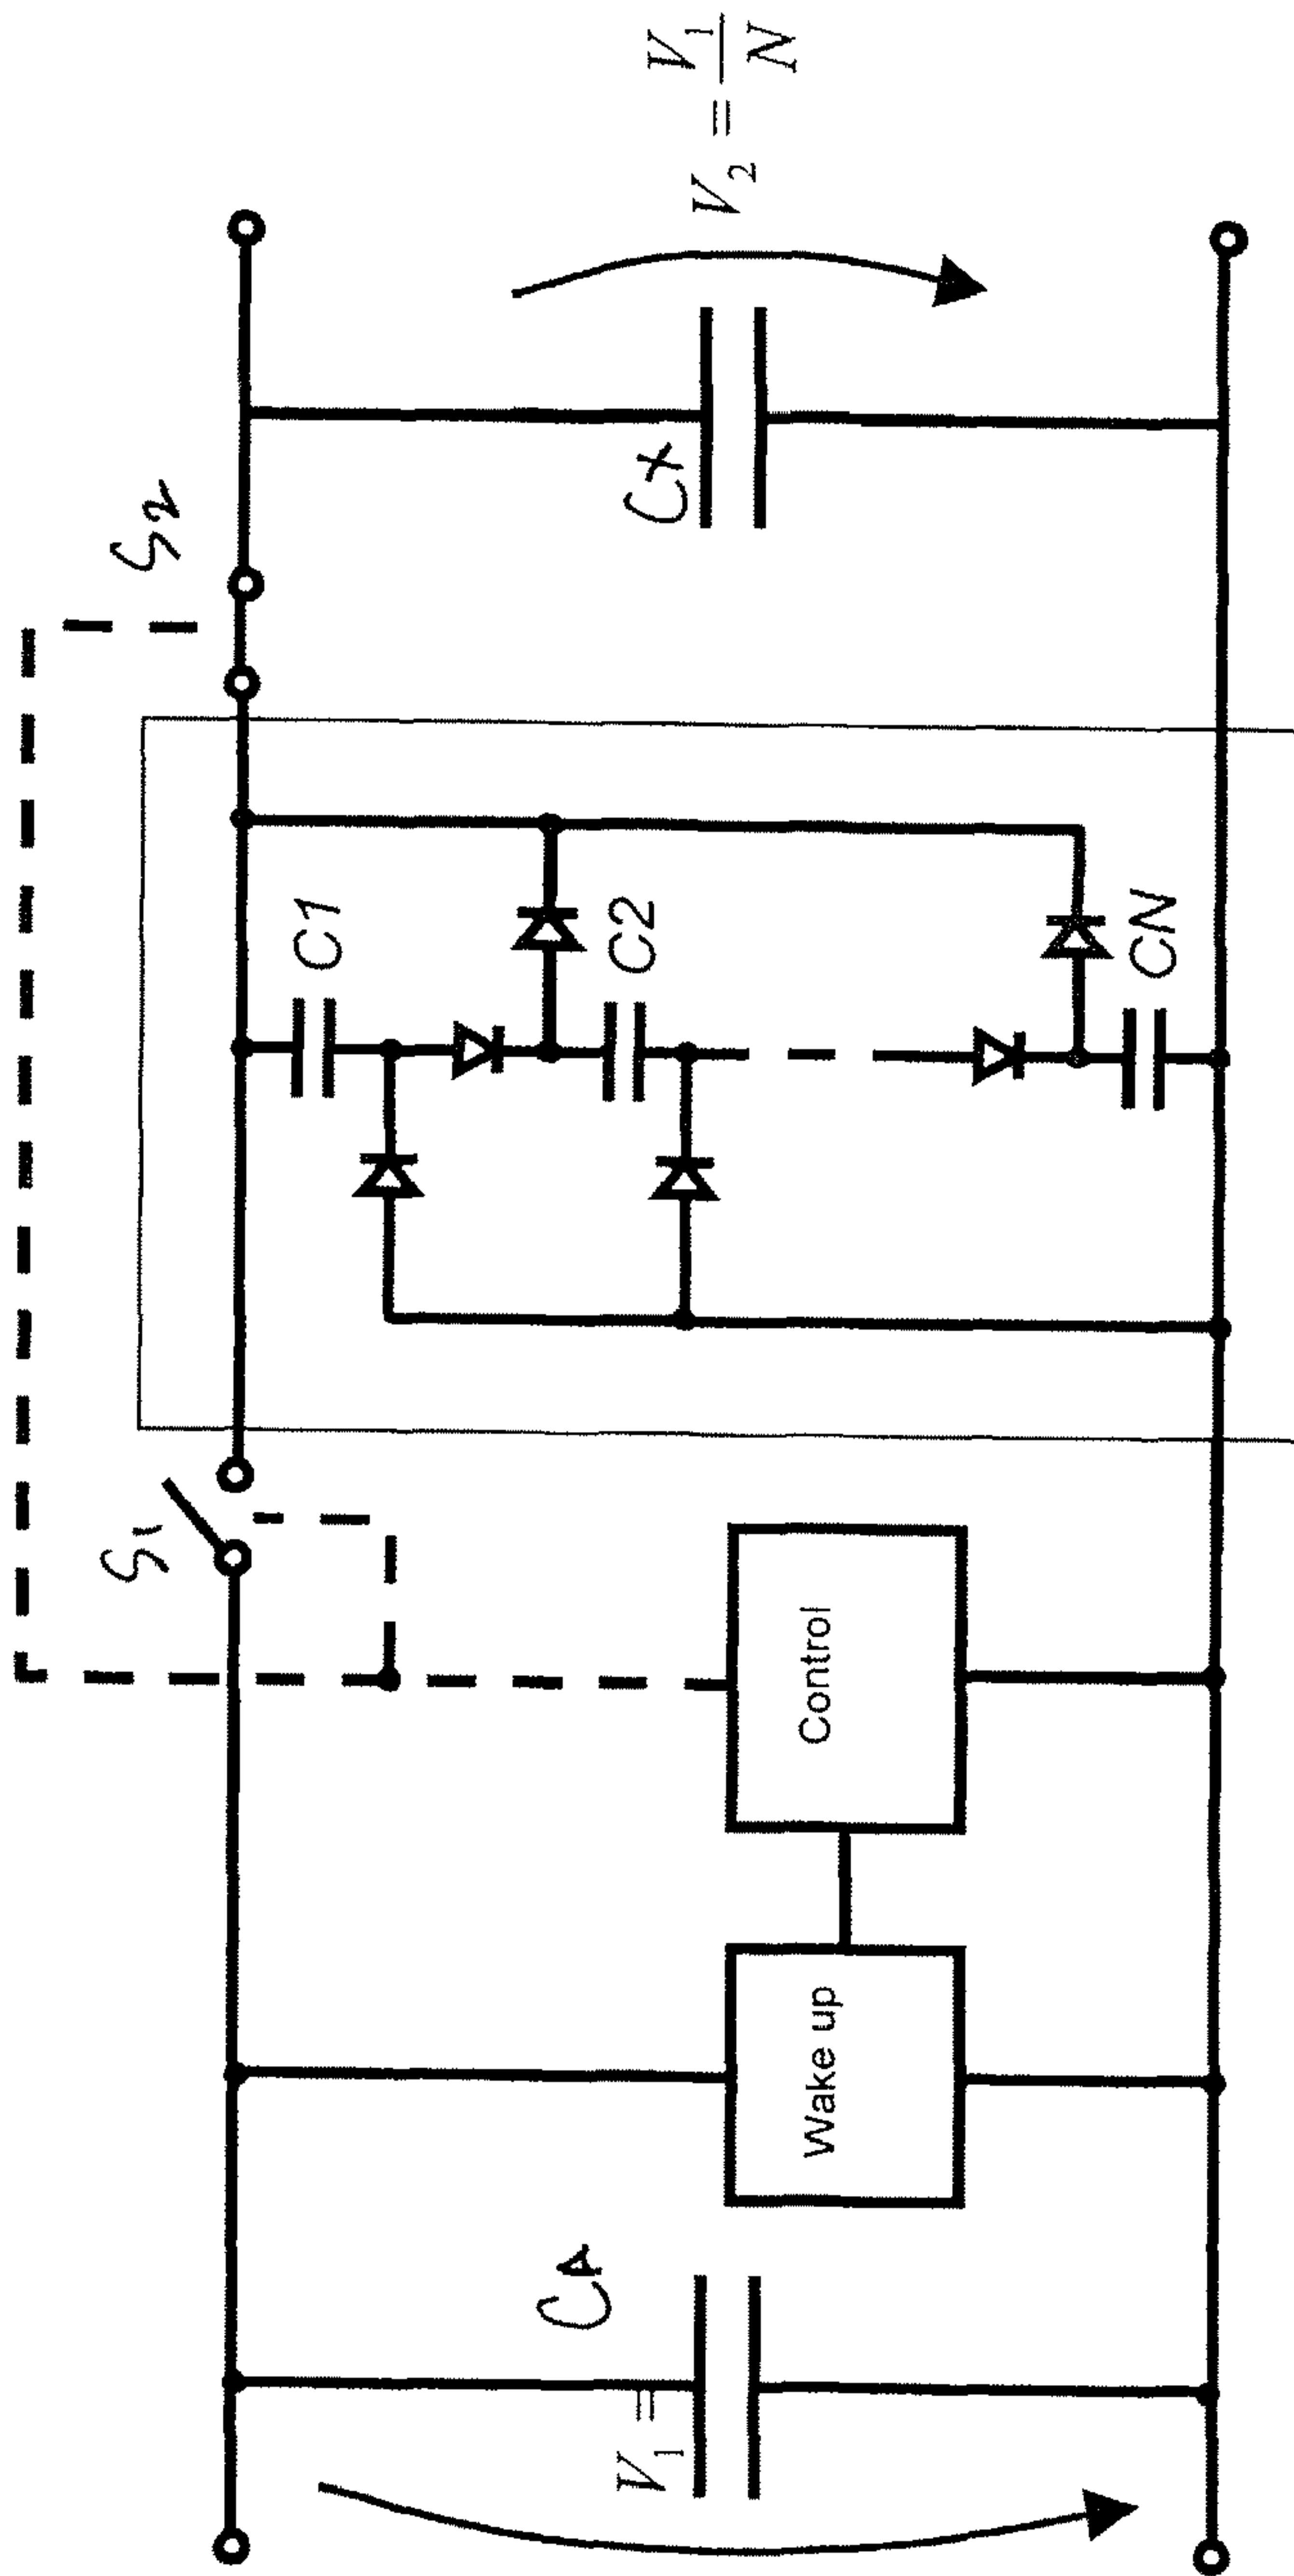 S1
S2
V₁ =
CA
Wake up
Control
C1
C2
CN
Cx
V₂ = V₁/N